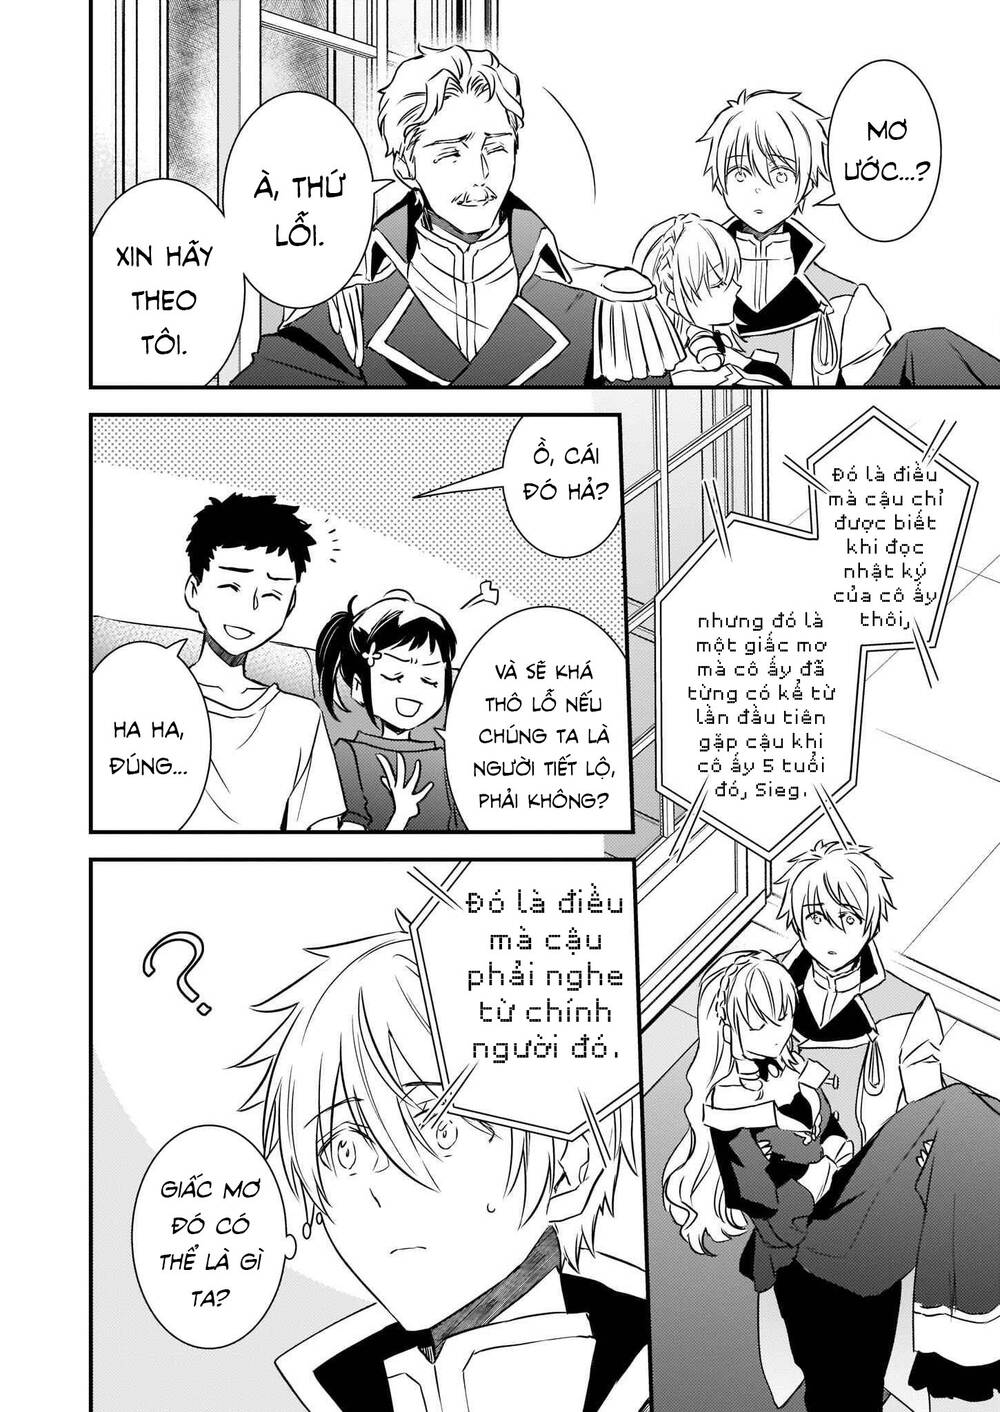 MƠ
ƯỚC...?
À, THỨ
LỖI.
XIN HÃY
THEO
TÔI.
Đó là điều
mà cậu chỉ
được biết
khi đọc
nhật ký
của cô ấy
thôi,
nhưng đó là
một giấc mơ
mà cô ấy đã
từng có kể từ
lần đầu tiên
gặp cậu khi
cô ấy 5 tuổi
đó, Sieg.
Ồ, CÁI
ĐÓ HẢ?
VÀ SẼ KHÁ
THÔ LỖ NẾU
CHÚNG TA LÀ
NGƯỜI TIẾT LỘ,
PHẢI KHÔNG?
HA HA,
ĐÚNG...
Đó là điều
mà cậu
phải nghe
từ chính
người đó.
?
GIẤC MƠ
ĐÓ CÓ
THỂ LÀ GÌ
TA?